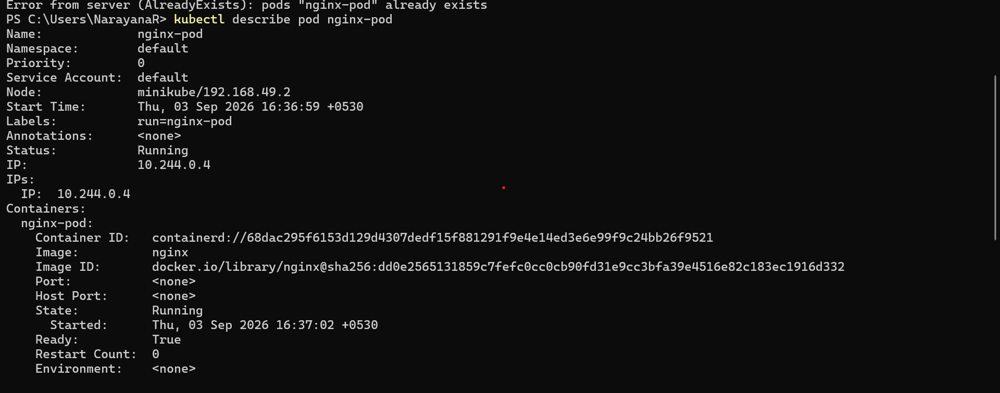 Error from server (AlreadyExists): pods "nginx-pod" already exists
PS C:\Users\NarayanaR> kubectl describe pod nginx-pod
Name:             nginx-pod
Namespace:        default
Priority:         0
Service Account:  default
Node:             minikube/192.168.49.2
Start Time:       Thu, 03 Sep 2026 16:36:59 +0530
Labels:           run=nginx-pod
Annotations:      <none>
Status:           Running
IP:               10.244.0.4
IPs:
  IP:  10.244.0.4
Containers:
  nginx-pod:
    Container ID:   containerd://68dac295f6153d129d4307dedf15f881291f9e4e14ed3e6e99f9c24bb26f9521
    Image:          nginx
    Image ID:       docker.io/library/nginx@sha256:dd0e2565131859c7fefc0cc0cb90fd31e9cc3bfa39e4516e82c183ec1916d332
    Port:           <none>
    Host Port:      <none>
    State:          Running
      Started:      Thu, 03 Sep 2026 16:37:02 +0530
    Ready:          True
    Restart Count:  0
    Environment:    <none>